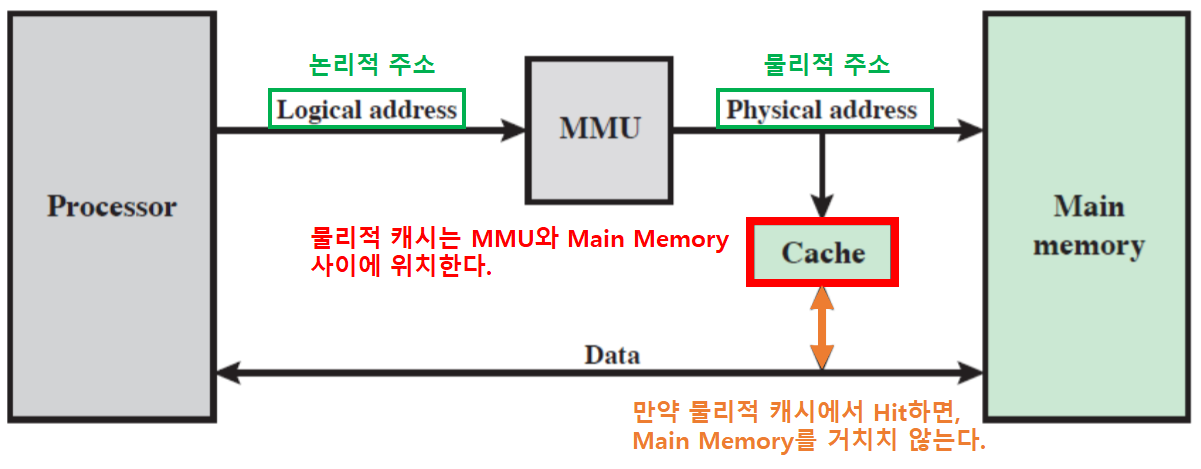 논리적 주소
물리적 주소
Logical address
Physical address
MMU
Processor
Main
memory
물리적 캐시는 MMU와 Main Memory
사이에 위치한다.
Cache
Data
만약 물리적 캐시에서 Hit하면,
Main Memory를 거치치 않는다.